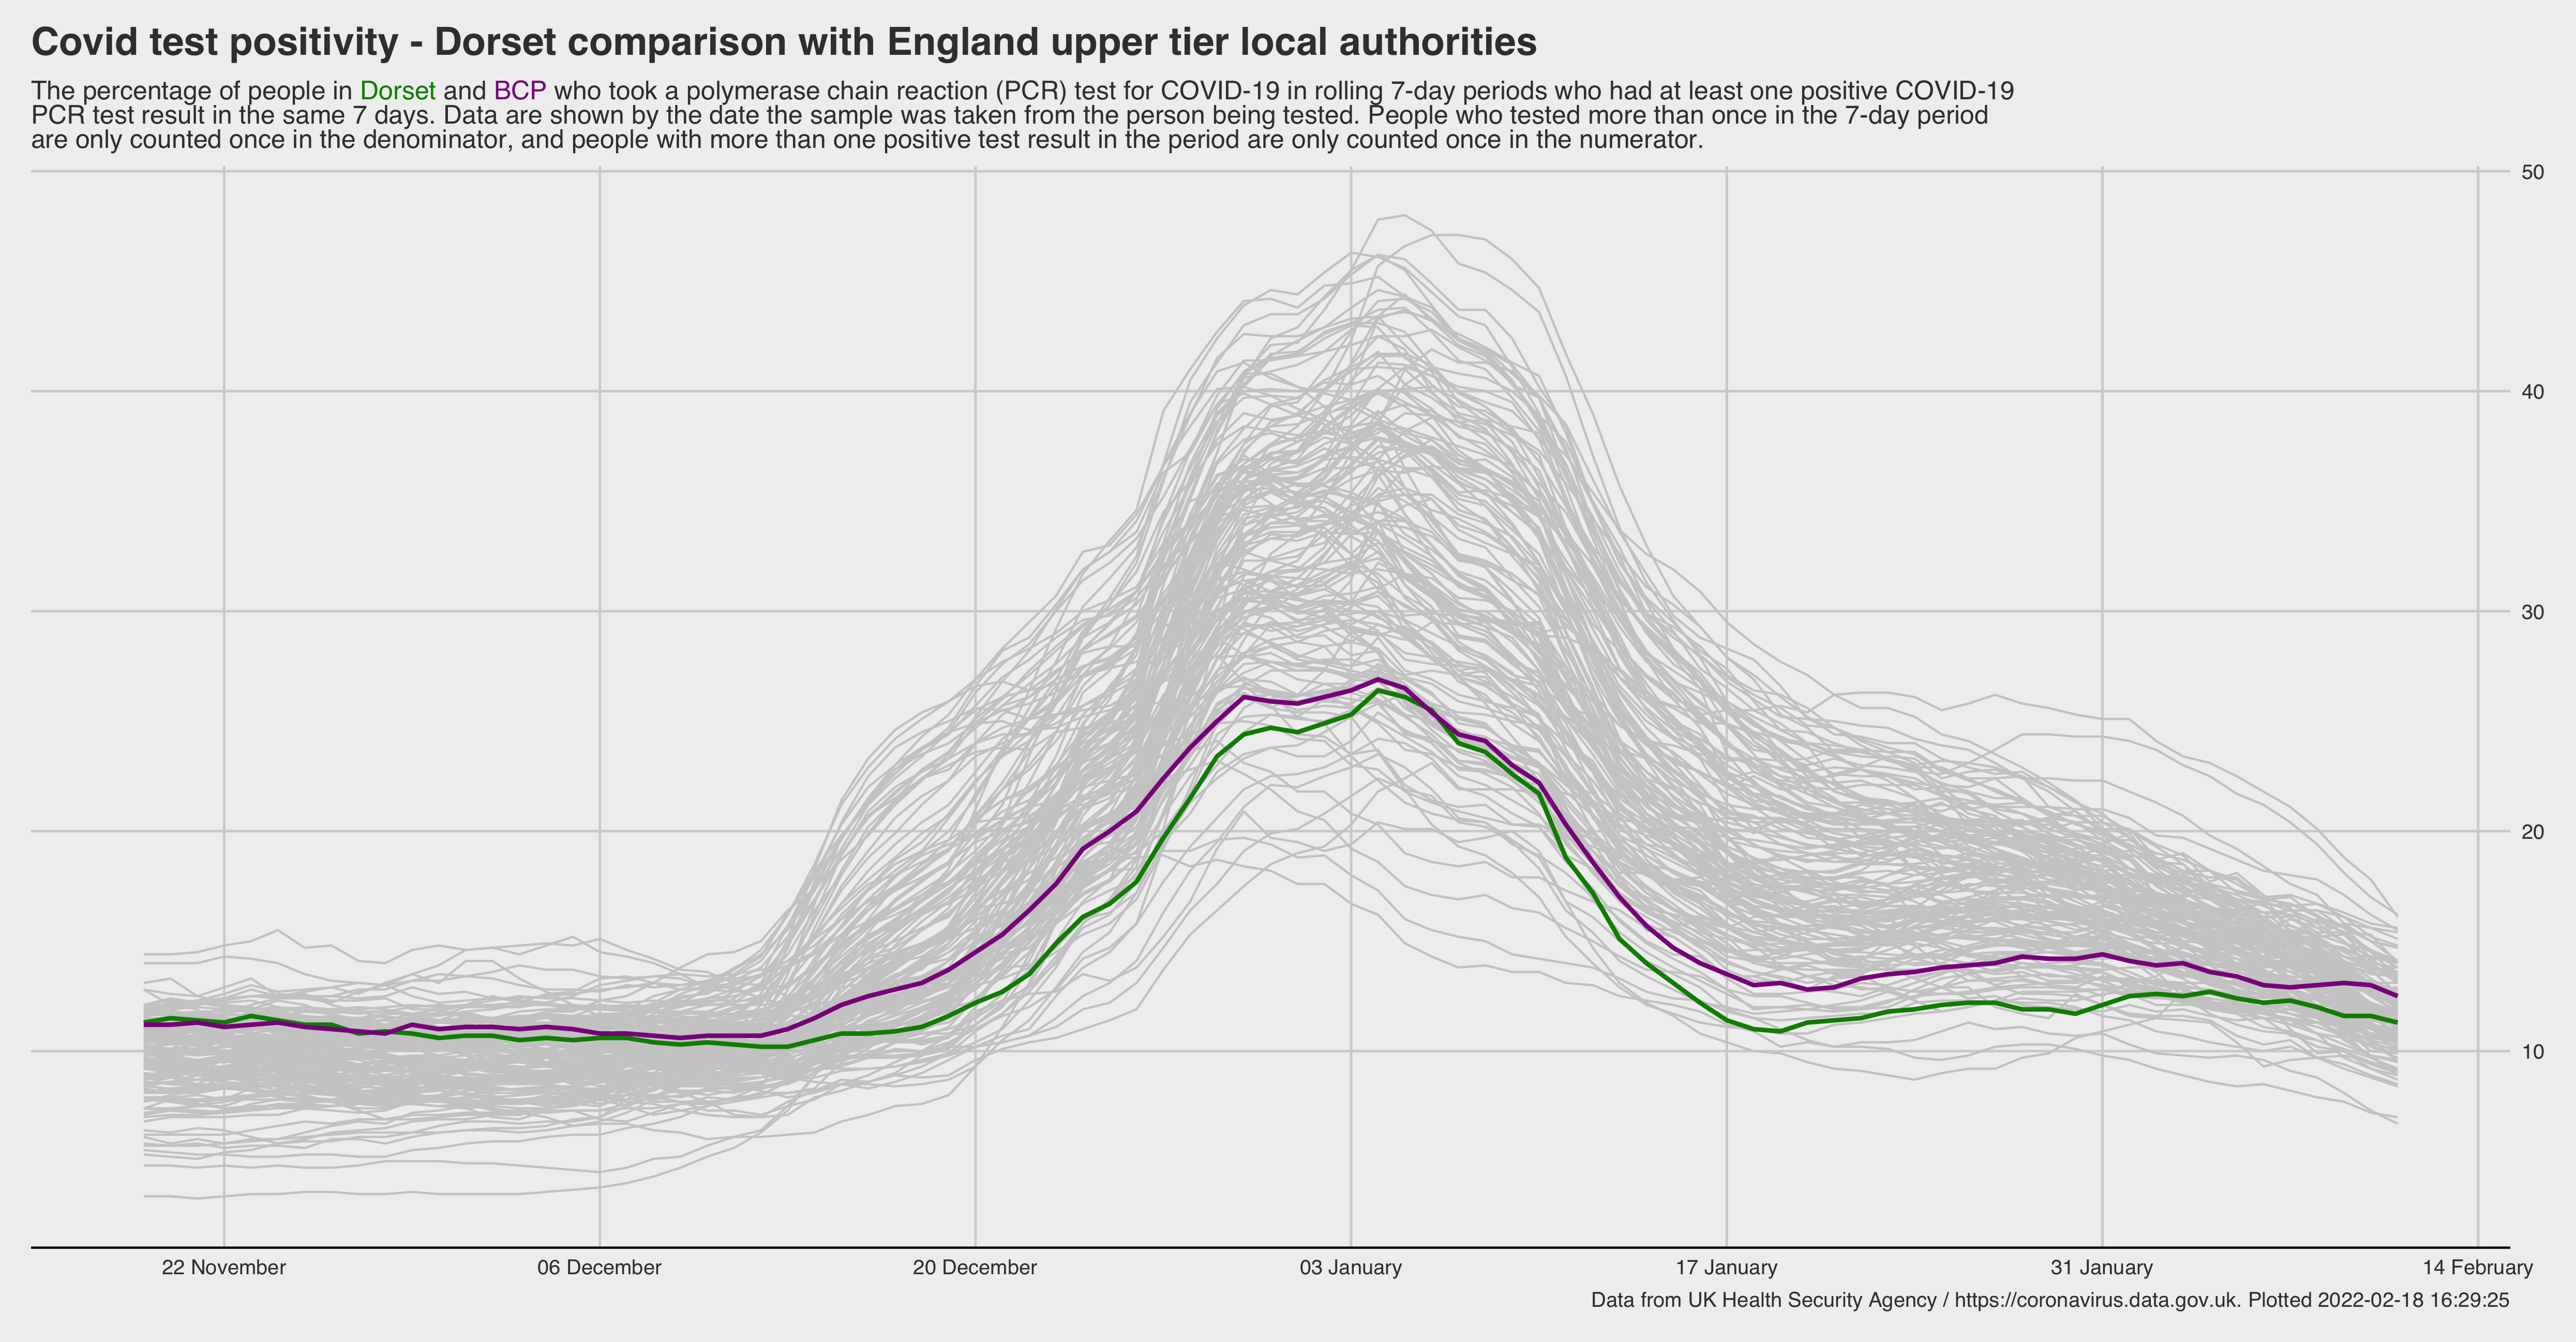 Covid test positivity - Dorset comparison with England upper tier local authorities
The percentage of people in Dorset and BCP who took a polymerase chain reaction (PCR) test for COVID-19 in rolling 7-day periods who had at least one positive COVID-19
PCR test result in the same 7 days. Data are shown by the date the sample was taken from the person being tested. People who tested more than once in the 7-day period
are only counted once in the denominator, and people with more than one positive test result in the period are only counted once in the numerator.
50
40
30
20
10
22 November
06 December
20 December
03 January
17 January
31 January
14 February
Data from UK Health Security Agency / https://coronavirus.data.gov.uk. Plotted 2022-02-18 16:29:25